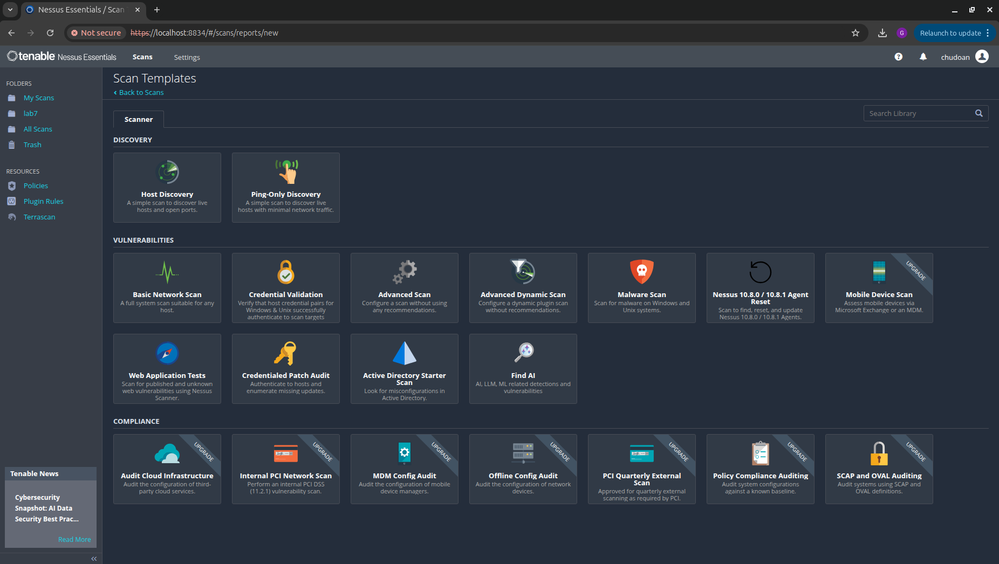 Nessus Essentials / Scan T
Not secure
https://localhost:8834/#/scans/reports/new
G
Relaunch to update
tenable Nessus Essentials
Scans
Settings
?
chudoan
FOLDERS
My Scans
lab7
All Scans
Trash
RESOURCES
Policies
Plugin Rules
Terrascan
Tenable News
Cybersecurity
Snapshot: AI Data
Security Best Prac...
Read More
Scan Templates
Back to Scans
Scanner
Search Library
DISCOVERY
Host Discovery
A simple scan to discover live
hosts and open ports.
Ping-Only Discovery
A simple scan to discover live
hosts with minimal network traffic.
VULNERABILITIES
Basic Network Scan
A full system scan suitable for any
host.
Credential Validation
Verify that host credential pairs for
Windows & Unix successfully
authenticate to scan targets
Advanced Scan
Configure a scan without using
any recommendations.
Advanced Dynamic Scan
Configure a dynamic plugin scan
without recommendations.
Malware Scan
Scan for malware on Windows and
Unix systems.
Nessus 10.8.0 / 10.8.1 Agent
Reset
Scan to find, reset, and update
Nessus 10.8.0 / 10.8.1 Agents.
UPGRADE
Mobile Device Scan
Assess mobile devices via
Microsoft Exchange or an MDM.
Web Application Tests
Scan for published and unknown
web vulnerabilities using Nessus
Scanner.
Credentialed Patch Audit
Authenticate to hosts and
enumerate missing updates.
Active Directory Starter
Scan
Look for misconfigurations in
Active Directory.
Find AI
AI, LLM, ML related detections and
vulnerabilities
COMPLIANCE
UPGRADE
Audit Cloud Infrastructure
Audit the configuration of third-
party cloud services.
UPGRADE
Internal PCI Network Scan
Perform an internal PCI DSS
(11.2.1) vulnerability scan.
UPGRADE
MDM Config Audit
Audit the configuration of mobile
device managers.
UPGRADE
Offline Config Audit
Audit the configuration of network
devices.
UPGRADE
PCI Quarterly External
Scan
Approved for quarterly external
scanning as required by PCI.
UPGRADE
Policy Compliance Auditing
Audit system configurations
against a known baseline.
UPGRADE
SCAP and OVAL Auditing
Audit systems using SCAP and
OVAL definitions.